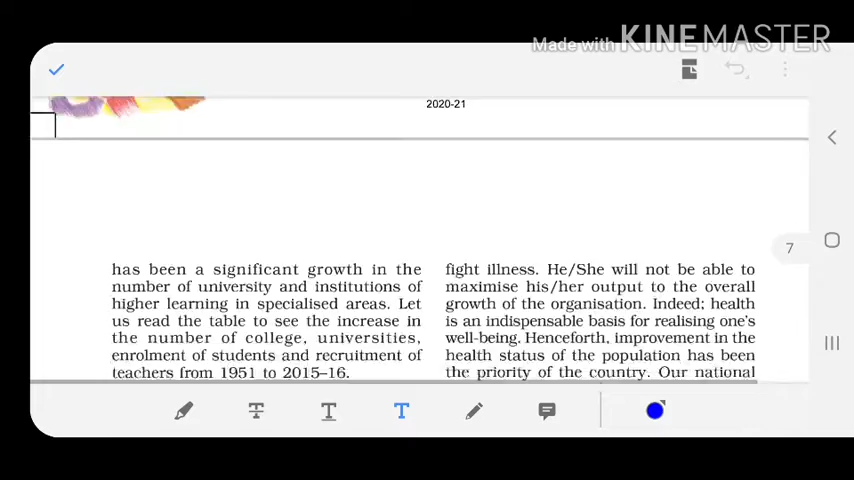 Made with KINEMASTER
2020-21
7
has been a significant growth in the
number of university and institutions of
higher learning in specialised areas. Let
us read the table to see the increase in
the number of college, universities,
enrolment of students and recruitment of
teachers from 1951 to 2015–16.
fight illness. He/She will not be able to
maximise his/her output to the overall
growth of the organisation. Indeed; health
is an indispensable basis for realising one's
well-being. Henceforth, improvement in the
health status of the population has been
the priority of the country. Our national
T
T
T